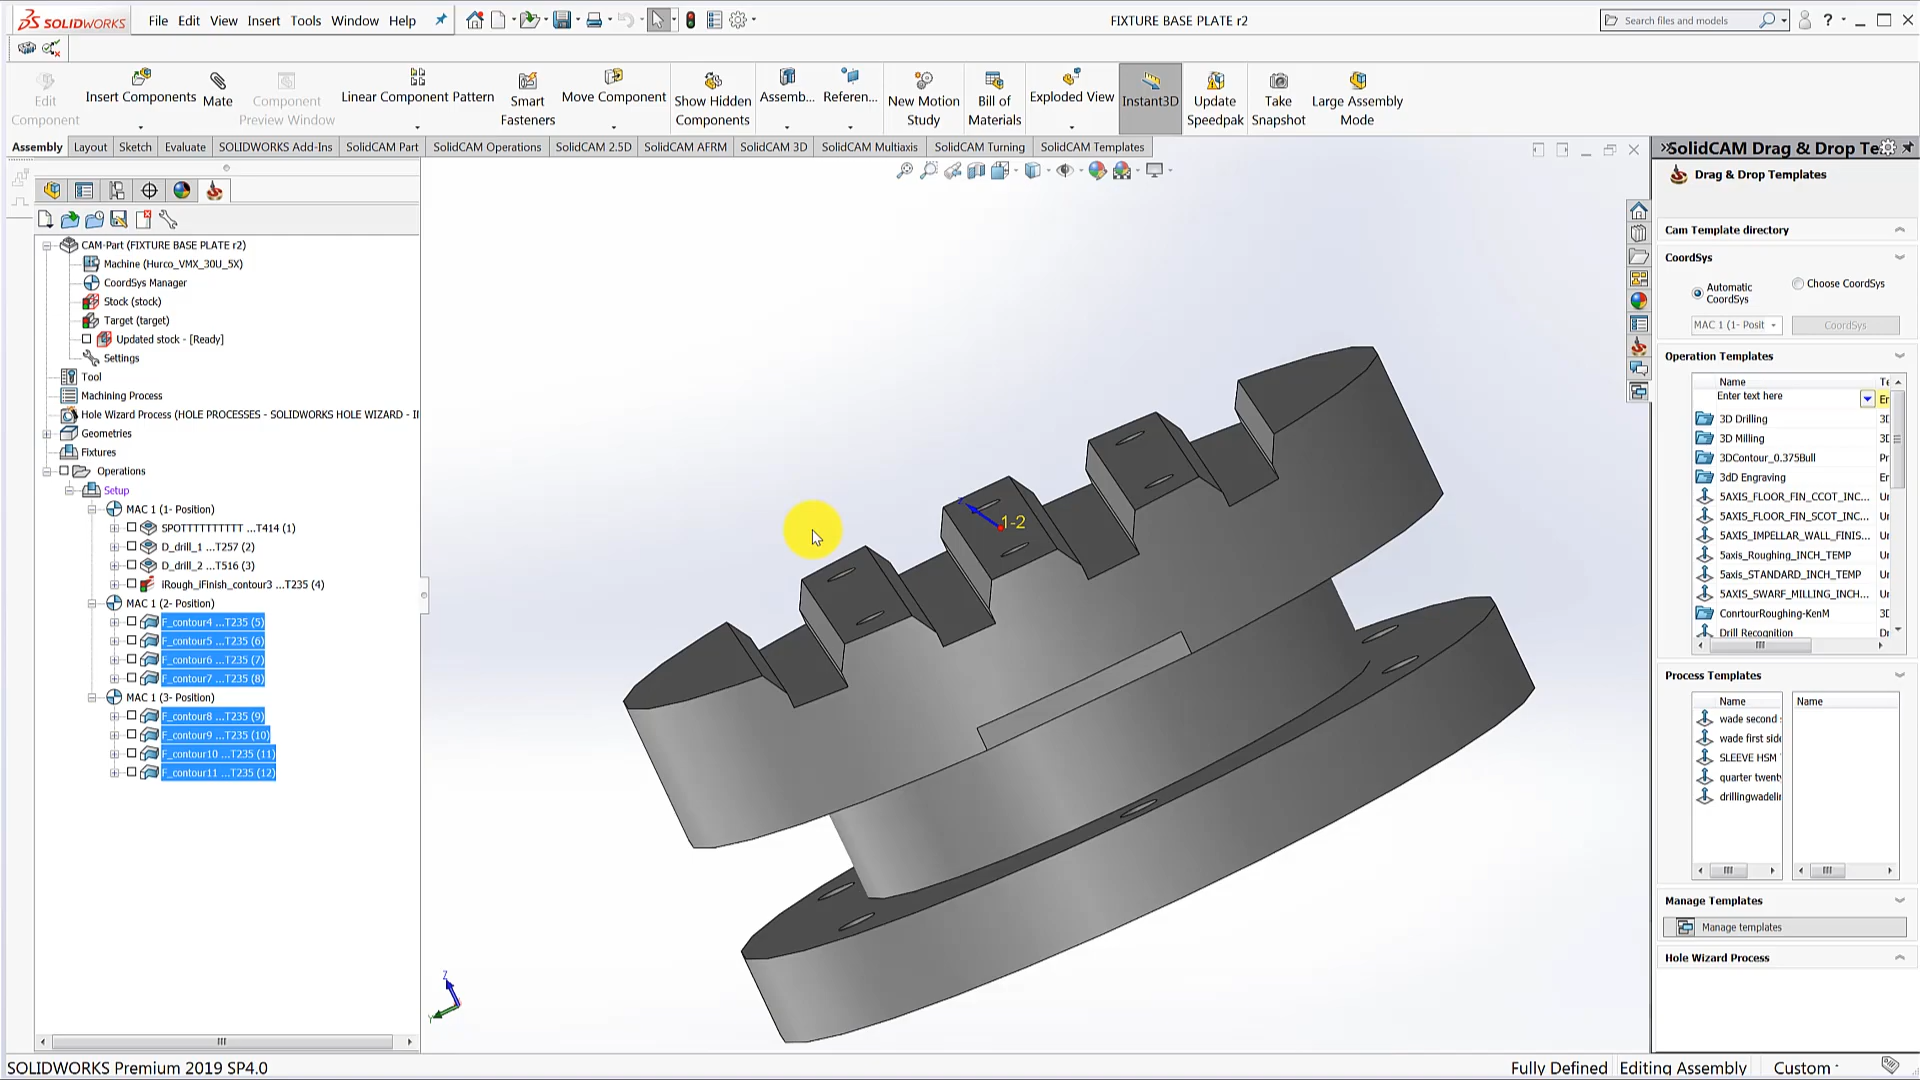 SOLIDWORKS File Edit View Insert Tools Window Help FIXTURE BASE PLATE r2 Search files and models ?
Edit Component
Insert Components
Mate
Component Preview Window
Linear Component Pattern
Smart Fasteners
Move Component
Show Hidden Components
Assemb...
Referen...
New Motion Study
Bill of Materials
Exploded View
Instant3D
Update Speedpak
Take Snapshot
Large Assembly Mode
Assembly Layout Sketch Evaluate SOLIDWORKS Add-Ins SolidCAM Part SolidCAM Operations SolidCAM 2.5D SolidCAM AFRM SolidCAM 3D SolidCAM Multiaxis SolidCAM Turning SolidCAM Templates
CAM-Part (FIXTURE BASE PLATE r2)
Machine (Hurco_VMX_30U_5X)
CoordSys Manager
Stock (stock)
Target (target)
Updated stock - [Ready]
Settings
Tool
Machining Process
Hole Wizard Process (HOLE PROCESSES - SOLIDWORKS HOLE WIZARD - I
Geometries
Fixtures
Operations
Setup
MAC 1 (1- Position)
SPOTTTTTTTTTT ...T414 (1)
D_drill_1 ...T257 (2)
D_drill_2 ...T516 (3)
iRough_iFinish_contour3 ...T235 (4)
MAC 1 (2- Position)
F_contour4 ...T235 (5)
F_contour5 ...T235 (6)
F_contour6 ...T235 (7)
F_contour7 ...T235 (8)
MAC 1 (3- Position)
F_contour8 ...T235 (9)
F_contour9 ...T235 (10)
F_contour10 ...T235 (11)
F_contour11 ...T235 (12)
1-2
Z
Y
SolidCAM Drag & Drop Te
Drag & Drop Templates
Cam Template directory
CoordSys
Automatic CoordSys
Choose CoordSys
MAC 1 (1- Posit
CoordSys
Operation Templates
Name
Enter text here
3D Drilling
3D Milling
3DContour_0.375Bull
3dD Engraving
5AXIS_FLOOR_FIN_CCOT_INC...
5AXIS_FLOOR_FIN_SCOT_INC...
5AXIS_IMPELLAR_WALL_FINIS...
5axis_Roughing_INCH_TEMP
5axis_STANDARD_INCH_TEMP
5AXIS_SWARF_MILLING_INCH...
ConrtourRoughing-KenM
Drill Recognition
Process Templates
Name
wade second
wade first side
SLEEVE HSM
quarter twent
drillingwadeli
Name
Manage Templates
Manage templates
Hole Wizard Process
SOLIDWORKS Premium 2019 SP4.0
Fully Defined Editing Assembly Custom